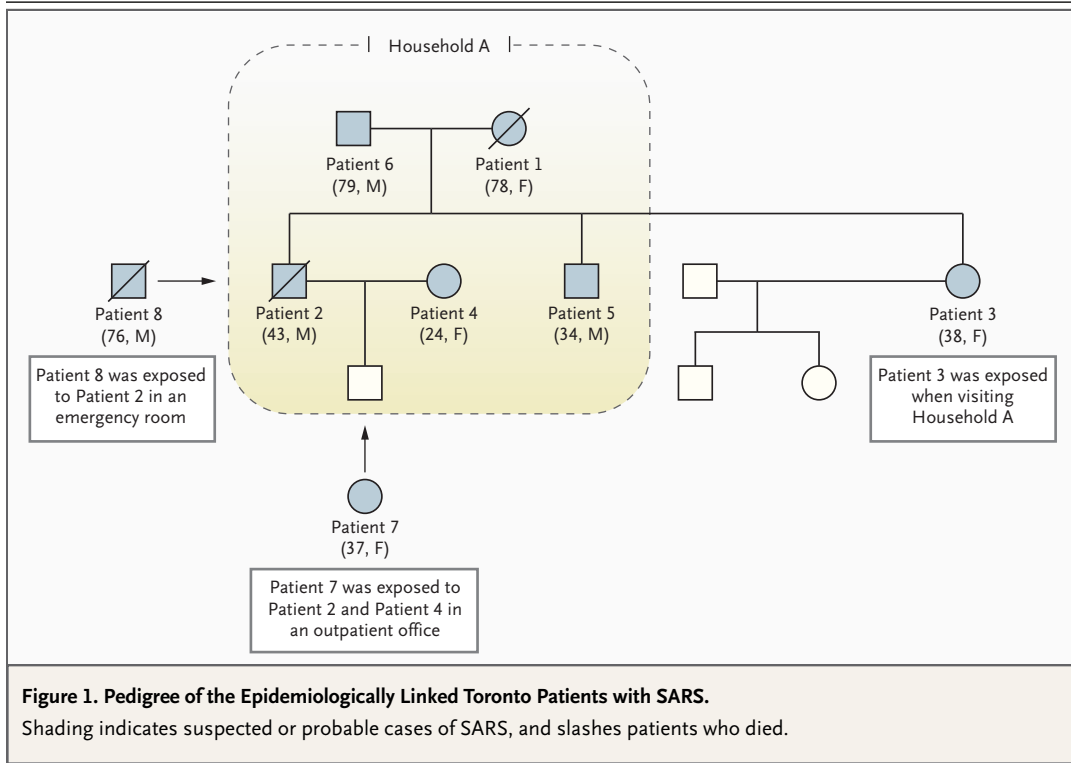 Household A
Patient 6
(79, M)
Patient 1
(78, F)
Patient 8
(76, M)
Patient 2
(43, M)
Patient 4
(24, F)
Patient 5
(34, M)
Patient 3
(38, F)
Patient 8 was exposed
to Patient 2 in an
emergency room
Patient 3 was exposed
when visiting
Household A
Patient 7
(37, F)
Patient 7 was exposed to
Patient 2 and Patient 4 in
an outpatient office
Figure 1. Pedigree of the Epidemiologically Linked Toronto Patients with SARS.
Shading indicates suspected or probable cases of SARS, and slashes patients who died.